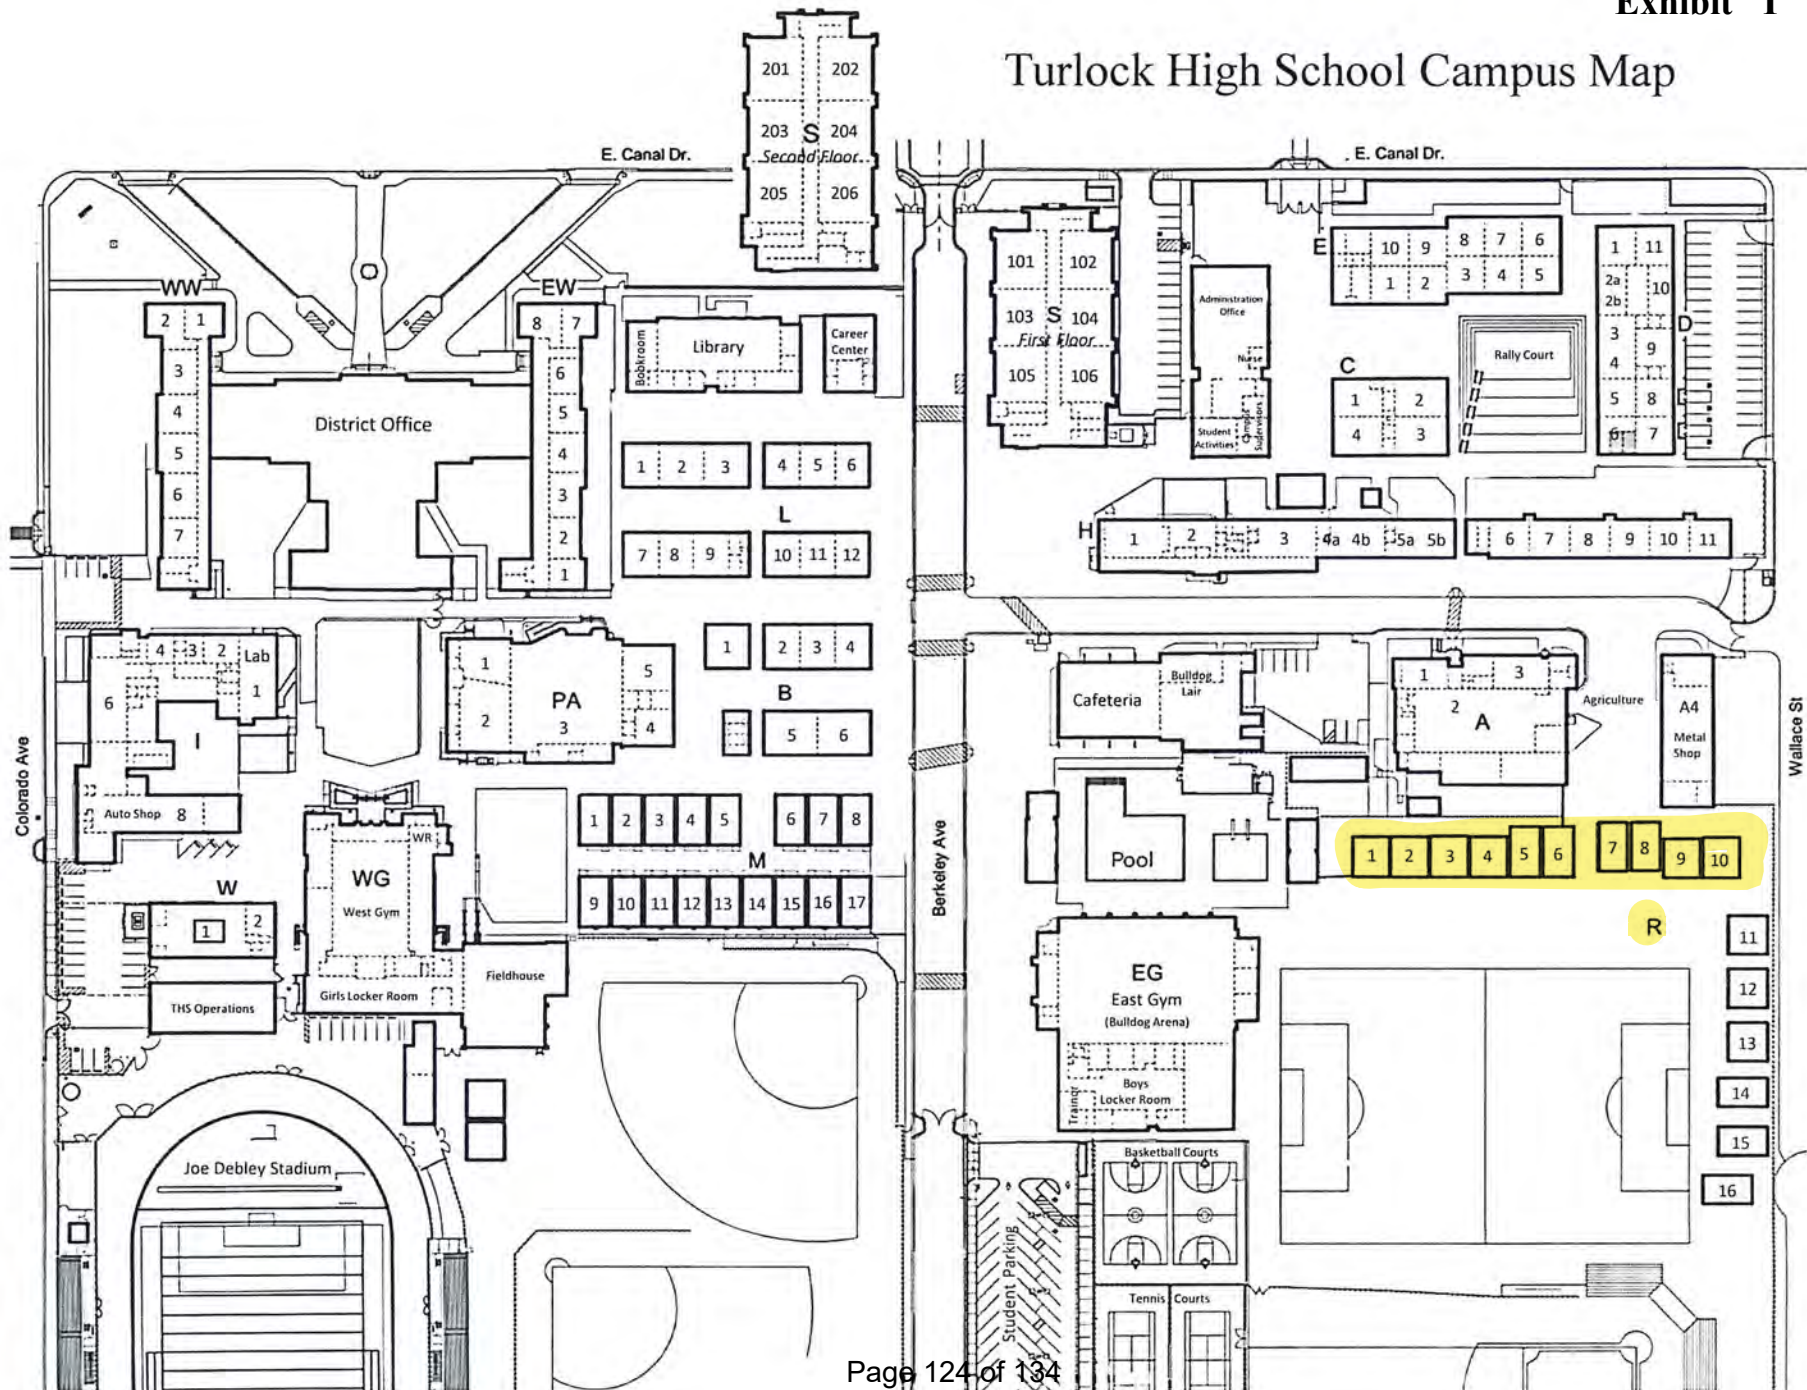 Exhibit 1
Turlock High School Campus Map
201 202
203 S 204
Second Floor
205 206
E. Canal Dr.
E. Canal Dr.
WW
2 1
3
4
5
6
7
District Office
EW
8 7
6
5
4
3
2
1
Bookroom
Library
Career
Center
1 2 3
4 5 6
L
7 8 9
10 11 12
101 102
103 S 104
First Floor
105 106
Administration
Office
Nurse
Student
Activities
Campus
Supervisors
E
10 9 8 7 6
1 2 3 4 5
C
1 2
4 3
Rally Court
1 11
2a
2b
10
D
3
9
4
5 8
6 7
H
1 2 3 4a 4b 5a 5b
6 7 8 9 10 11
4 3 2 Lab
1
6
I
Auto Shop 8
Colorado Ave
1
2
PA
3
5
4
1
2 3 4
B
5 6
Cafeteria
Bulldog
Lair
1 3
2
A
Agriculture
A4
Metal
Shop
Wallace St
WR
WG
West Gym
Girls Locker Room
Fieldhouse
W
1
2
THS Operations
1 2 3 4 5
6 7 8
M
9 10 11 12 13 14 15 16 17
Berkeley Ave
Pool
1 2 3 4 5 6
7 8 9 10
R
11
12
13
14
15
16
EG
East Gym
(Bulldog Arena)
Boys
Locker Room
Trainer
Joe Debley Stadium
Basketball Courts
Student Parking
Tennis Courts
Page 124 of 134